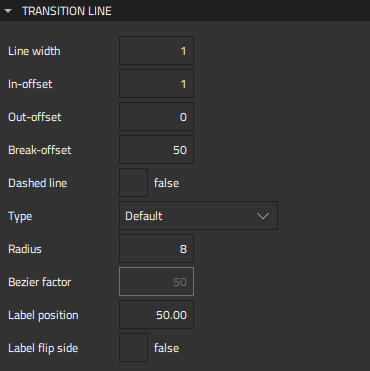 TRANSITION LINE
Line width 1
In-offset 1
Out-offset 0
Break-offset 50
Dashed line false
Type Default
Radius 8
Bezier factor 50
Label position 50.00
Label flip side false